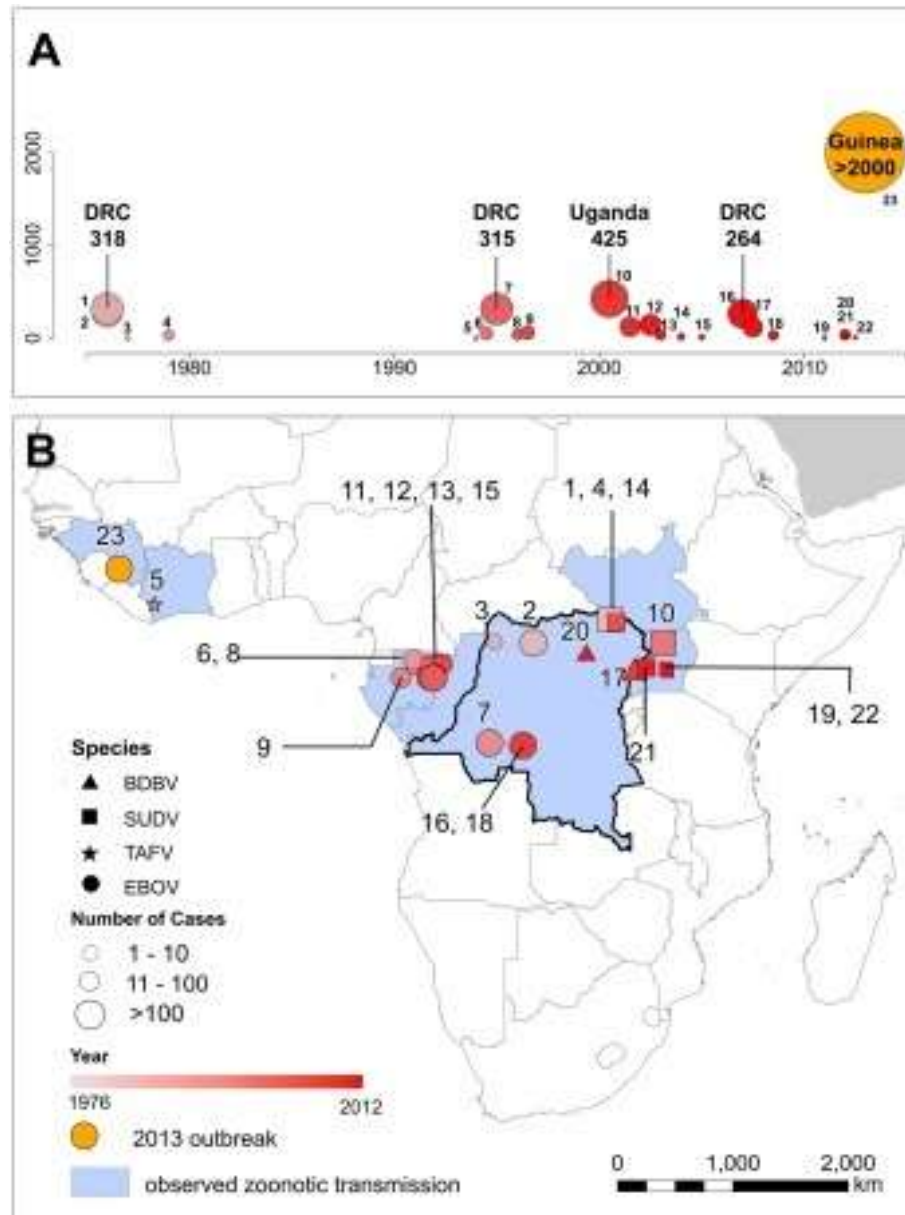 A
2000
1000
0
Guinea
>2000
23
DRC
318
DRC
315
Uganda
425
DRC
264
1
2
3
4
5
6
7
8
9
10
11
12
13
14
15
16
17
18
19
20
21
22
1980
1990
2000
2010
B
11, 12, 13, 15
1, 4, 14
23
5
3
2
20
10
6, 8
17
19, 22
9
7
21
16, 18
Species
BDBV
SUDV
TAFV
EBOV
Number of Cases
1 - 10
11 - 100
>100
Year
1976
2012
2013 outbreak
observed zoonotic transmission
0 1,000 2,000
km